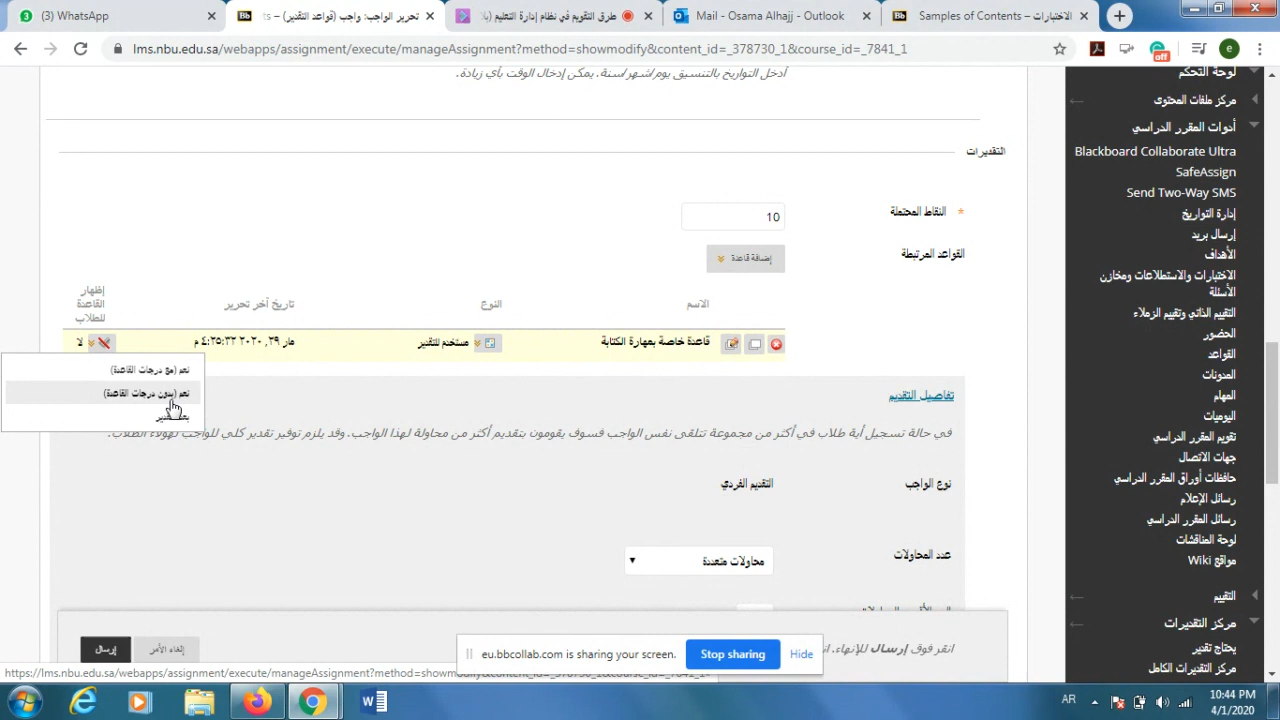 (3) WhatsApp
تحرير الواجب: واجب (قواعد التقدير) – ts
طرق التقويم في نظام إدارة التعليم
Mail - Osama Alhajj - Outlook
الاختبارات – Samples of Contents
lms.nbu.edu.sa/webapps/assignment/execute/manageAssignment?method=showmodify&content_id=_378730_1&course_id=_7841_1
أدخل التواريخ بالتنسيق يوم/شهر/سنة. يمكن إدخال الوقت بأي زيادة.
التقديرات
* النقاط المحتملة
10
القواعد المرتبطة
إضافة قاعدة
الاسم
النوع
تاريخ آخر تحرير
إظهار القاعدة للطلاب
قاعدة خاصة بمهارة الكتابة
مستخدم للتقدير
مار ٢٩, ٢٠٢٠ ٤:٢٥:٣٢ م
لا
نعم (مع درجات القاعدة)
نعم (بدون درجات القاعدة)
تفاصيل التقديم
في حالة تسجيل أية طلاب في أكثر من مجموعة تتلقى نفس الواجب فسوف يقومون بتقديم أكثر من محاولة لهذا الواجب. وقد يلزم توفير تقدير كلي للواجب لهؤلاء الطلاب.
نوع الواجب
التقديم الفردي
عدد المحاولات
محاولات متعددة
انقر فوق إرسال للإنهاء.
إلغاء الأمر
إرسال
eu.bbcollab.com is sharing your screen.
Stop sharing
Hide
https://lms.nbu.edu.sa/webapps/assignment/execute/manageAssignment?method=showmodify&content_id=_378730_1&course_id=_7841_1#
لوحة التحكم
مركز ملفات المحتوى
أدوات المقرر الدراسي
Blackboard Collaborate Ultra
SafeAssign
Send Two-Way SMS
إدارة التواريخ
إرسال بريد
الأهداف
الاختبارات والاستطلاعات ومخازن
الأسئلة
التقييم الذاتي وتقييم الزملاء
الحضور
القواعد
المدونات
المهام
اليوميات
تقويم المقرر الدراسي
جهات الاتصال
حافظات أوراق المقرر الدراسي
رسائل الإعلام
رسائل المقرر الدراسي
لوحة المناقشات
مواقع Wiki
التقييم
مركز التقديرات
يحتاج تقدير
مركز التقديرات الكامل
AR
10:44 PM
4/1/2020